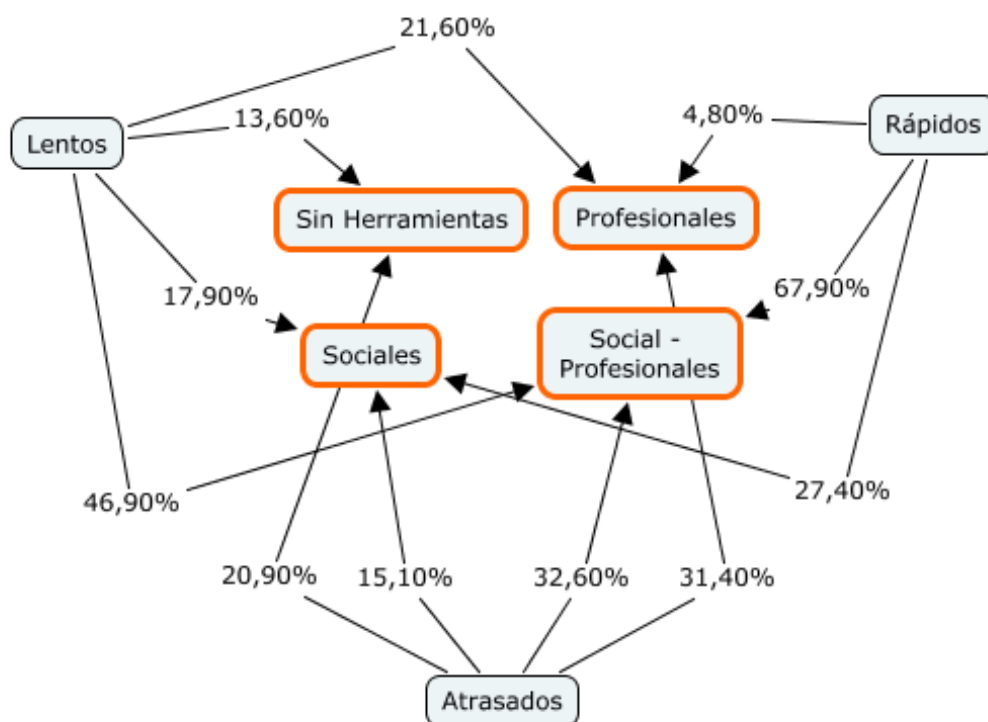 21,60%
13,60%
4,80%
Rápidos
Lentos
Sin Herramientas
Profesionales
17,90%
67,90%
Sociales
Social -
Profesionales
46,90%
27,40%
20,90%
15,10%
32,60%
31,40%
Atrasados